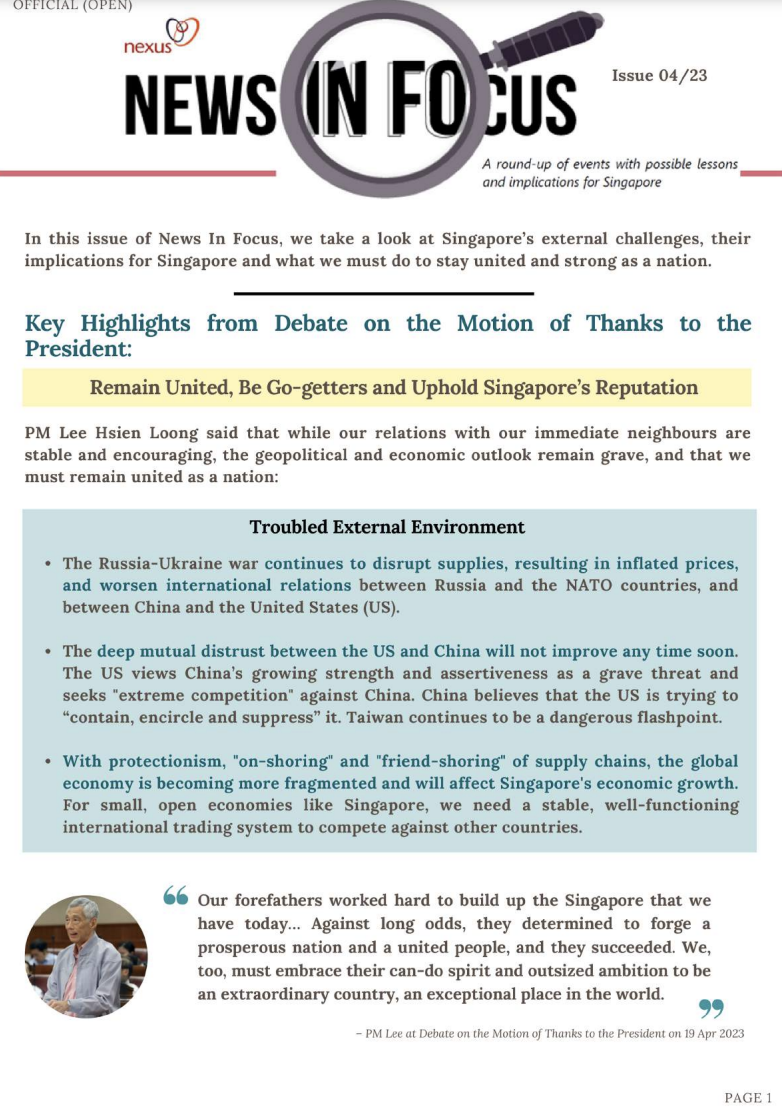 OFFICIAL (OPEN)
nexus
NEWS IN FOCUS
Issue 04/23
A round-up of events with possible lessons
and implications for Singapore
In this issue of News In Focus, we take a look at Singapore’s external challenges, their
implications for Singapore and what we must do to stay united and strong as a nation.
Key Highlights from Debate on the Motion of Thanks to the
President:
Remain United, Be Go-getters and Uphold Singapore’s Reputation
PM Lee Hsien Loong said that while our relations with our immediate neighbours are
stable and encouraging, the geopolitical and economic outlook remain grave, and that we
must remain united as a nation:
Troubled External Environment
• The Russia-Ukraine war continues to disrupt supplies, resulting in inflated prices,
and worsen international relations between Russia and the NATO countries, and
between China and the United States (US).
• The deep mutual distrust between the US and China will not improve any time soon.
The US views China’s growing strength and assertiveness as a grave threat and
seeks "extreme competition" against China. China believes that the US is trying to
“contain, encircle and suppress” it. Taiwan continues to be a dangerous flashpoint.
• With protectionism, "on-shoring" and "friend-shoring" of supply chains, the global
economy is becoming more fragmented and will affect Singapore's economic growth.
For small, open economies like Singapore, we need a stable, well-functioning
international trading system to compete against other countries.
“ Our forefathers worked hard to build up the Singapore that we
have today... Against long odds, they determined to forge a
prosperous nation and a united people, and they succeeded. We,
too, must embrace their can-do spirit and outsized ambition to be
an extraordinary country, an exceptional place in the world. ”
– PM Lee at Debate on the Motion of Thanks to the President on 19 Apr 2023
PAGE 1